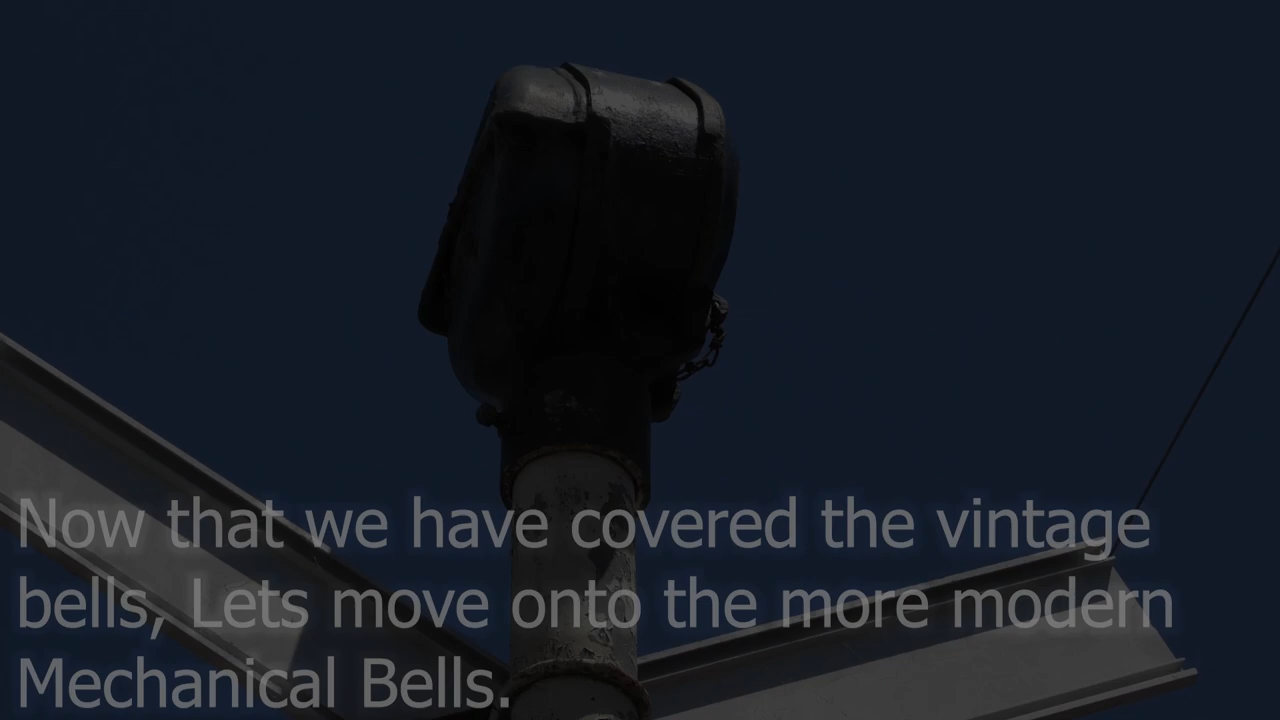 Now that we have covered the vintage
bells, Lets move onto the more modern
Mechanical Bells.